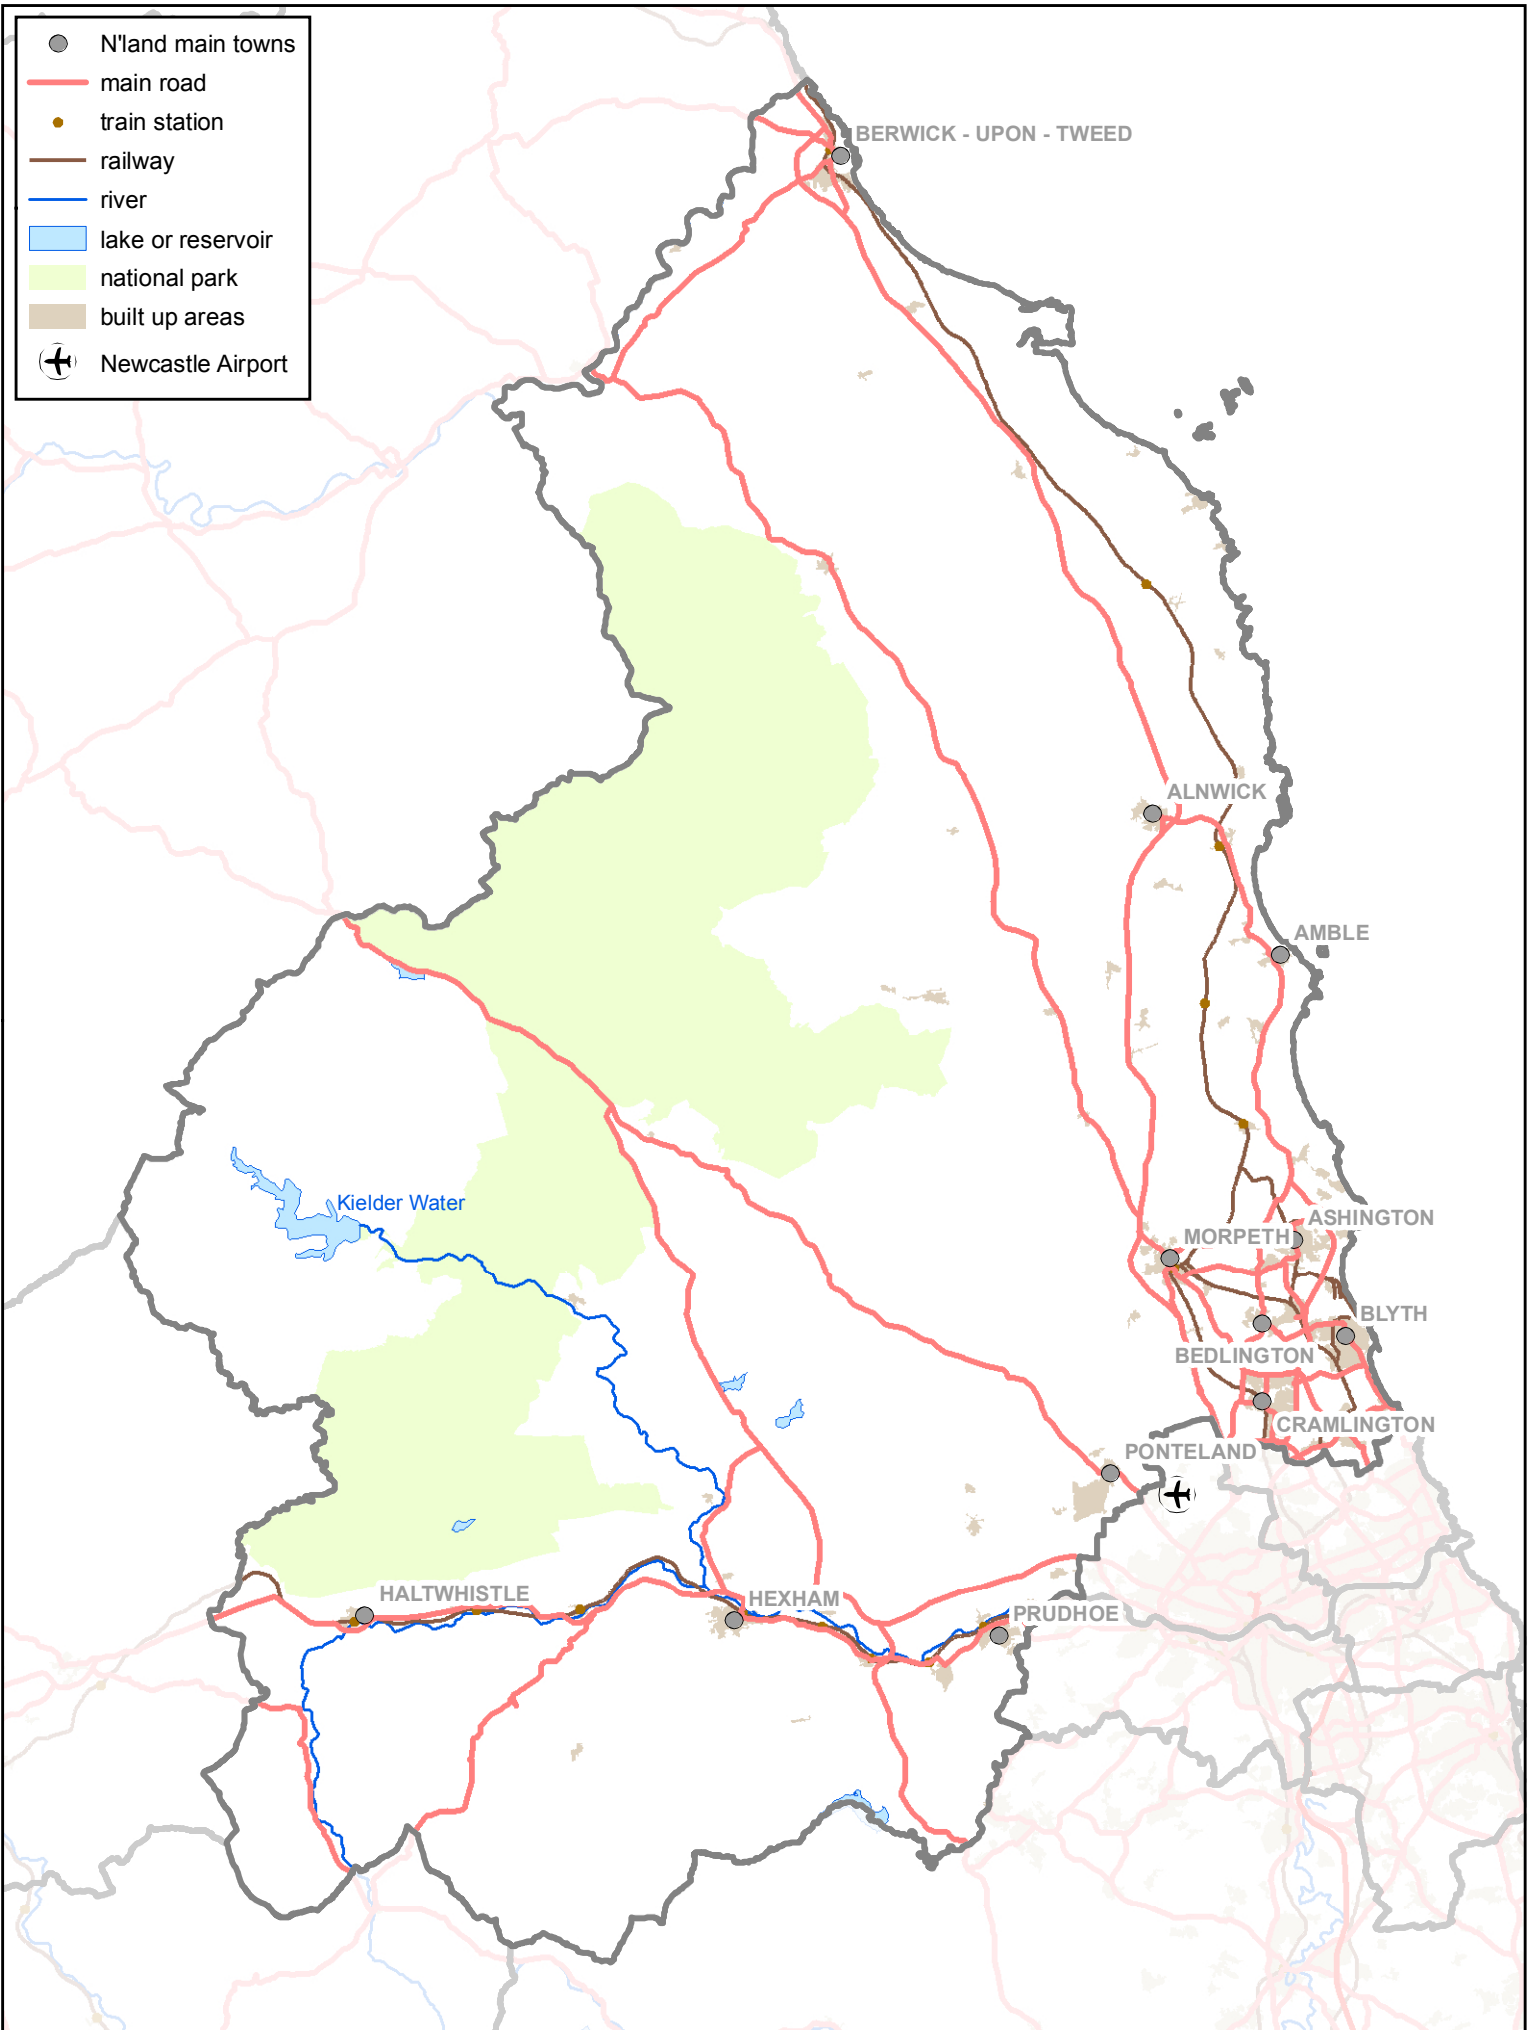 N'land main towns
main road
train station
railway
river
lake or reservoir
national park
built up areas
Newcastle Airport
BERWICK - UPON - TWEED
ALNWICK
AMBLE
Kielder Water
ASHINGTON
MORPETH
BLYTH
BEDLINGTON
CRAMLINGTON
PONTELAND
HALTWHISTLE
HEXHAM
PRUDHOE